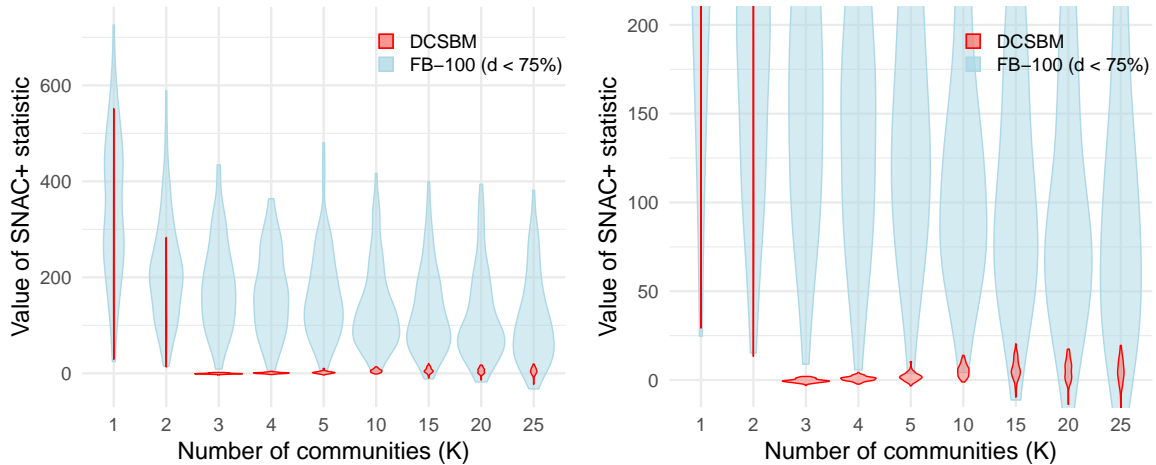 Value of SNAC+ statistic
600
400
200
0
DCSBM
FB−100 (d < 75%)
1 2 3 4 5 10 15 20 25
Number of communities (K)
Value of SNAC+ statistic
200
150
100
50
0
DCSBM
FB−100 (d < 75%)
1 2 3 4 5 10 15 20 25
Number of communities (K)